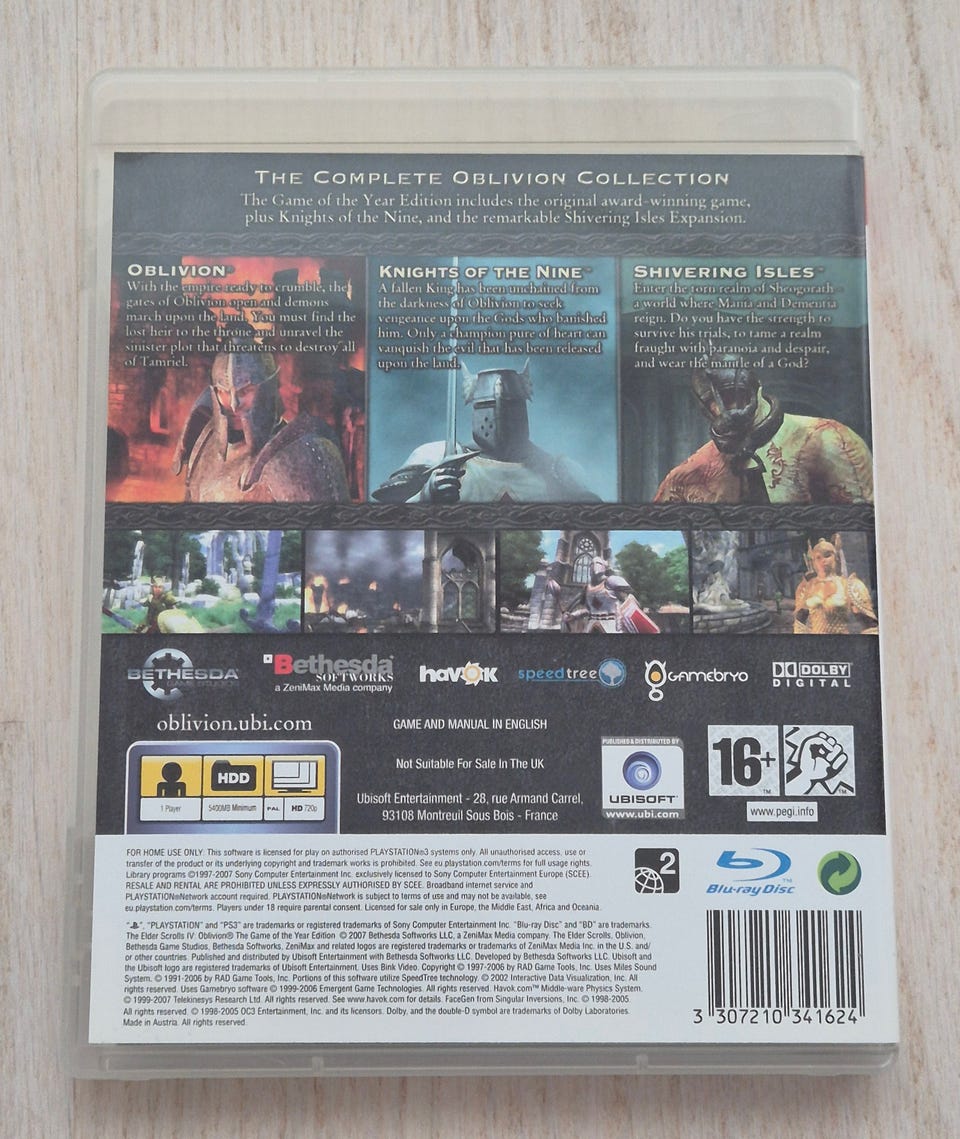 THE COMPLETE OBLIVION COLLECTION
The Game of the Year Edition includes the original award-winning game,
plus Knights of the Nine, and the remarkable Shivering Isles Expansion.
OBLIVION™
With the empire ready to crumble, the
gates of Oblivion open and demons
march upon the land. You must find the
lost heir to the throne and unravel the
sinister plot that threatens to destroy all
of Tamriel.
KNIGHTS OF THE NINE™
A fallen King has been unchained from
the darkness of Oblivion to seek
vengeance upon the Gods who banished
him. Only a champion pure of heart can
vanquish the evil that has been released
upon the land.
SHIVERING ISLES™
Enter the torn realm of Sheogorath -
a world where Mania and Dementia
reign. Do you have the strength to
survive his trials, to tame a realm
fraught with paranoia and despair,
and wear the mantle of a God?
BETHESDA
GAME STUDIOS
Bethesda®
SOFTWORKS
a ZeniMax Media company
havok
speedtree
GAMEBRYO
DOLBY
DIGITAL
oblivion.ubi.com
GAME AND MANUAL IN ENGLISH
Not Suitable For Sale In The UK
Ubisoft Entertainment - 28, rue Armand Carrel,
93108 Montreuil Sous Bois - France
HDD
1 Player
5400MB Minimum
PAL
HD 720p
PUBLISHED & DISTRIBUTED BY
UBISOFT
www.ubi.com
16+™
™
www.pegi.info
FOR HOME USE ONLY: This software is licensed for play on authorised PLAYSTATION®3 systems only. All unauthorised access, use or
transfer of the product or its underlying copyright and trademark works is prohibited. See eu.playstation.com/terms for full usage rights.
Library programs ©1997-2007 Sony Computer Entertainment Inc. exclusively licensed to Sony Computer Entertainment Europe (SCEE).
RESALE AND RENTAL ARE PROHIBITED UNLESS EXPRESSLY AUTHORISED BY SCEE. Broadband internet service and
PLAYSTATION®Network account required. PLAYSTATION®Network is subject to terms of use and may not be available, see
eu.playstation.com/terms. Players under 18 require parental consent. Licensed for sale only in Europe, the Middle East, Africa and Oceania.
2
Blu-ray Disc™
", "PLAYSTATION" and "PS3" are trademarks or registered trademarks of Sony Computer Entertainment Inc. "Blu-ray Disc" and "BD" are trademarks.
The Elder Scrolls IV: Oblivion® The Game of the Year Edition © 2007 Bethesda Softworks LLC, a ZeniMax Media company. The Elder Scrolls, Oblivion,
Bethesda Game Studios, Bethesda Softworks, ZeniMax and related logos are registered trademarks or trademarks of ZeniMax Media Inc. in the U.S. and/
or other countries. Published and Distributed by Ubisoft Entertainment with Bethesda Softworks LLC. Developed by Bethesda Softworks LLC. Ubisoft and
the Ubisoft logo are registered trademarks of Ubisoft Entertainment. Uses Bink Video. Copyright © 1997-2006 by RAD Game Tools, Inc. Uses Miles Sound
System. © 1991-2006 by RAD Game Tools, Inc. Portions of this software utilize SpeedTree technology. © 2002 Interactive Data Visualization, Inc. All
rights reserved. Uses Gamebryo software © 1999-2006 Emergent Game Technologies. All rights reserved. Havok.com™ Middle-ware Physics System.
© 1999-2007 Telekinesys Research Ltd. All rights reserved. See www.havok.com for details. FaceGen from Singular Inversions, Inc. © 1998-2005.
All rights reserved. © 1998-2005 OC3 Entertainment, Inc. and its licensors. Dolby, and the double-D symbol are trademarks of Dolby Laboratories.
Made in Austria. All rights reserved.
3 307210 341624